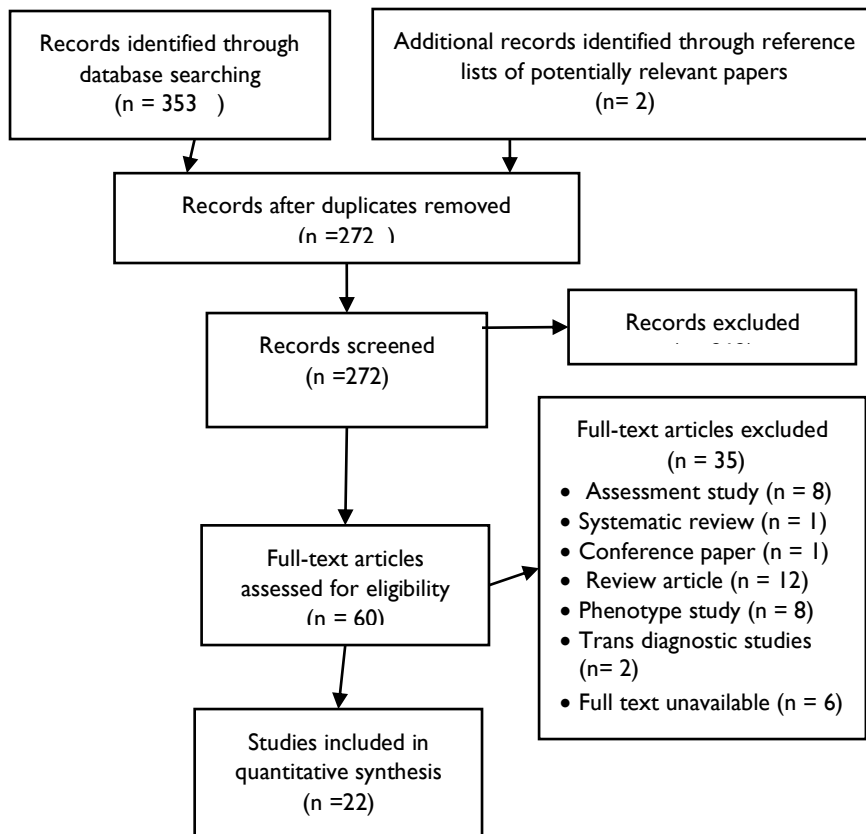 Records identified through
database searching
(n = 353 )
Additional records identified through reference
lists of potentially relevant papers
(n= 2)
Records after duplicates removed
(n =272 )
Records screened
(n =272)
Records excluded
Full-text articles assessed for eligibility
(n = 60)
Full-text articles excluded
(n = 35)
• Assessment study (n = 8)
• Systematic review (n = 1)
• Conference paper (n = 1)
• Review article (n = 12)
• Phenotype study (n = 8)
• Trans diagnostic studies
(n= 2)
• Full text unavailable (n = 6)
Studies included in
quantitative synthesis
(n =22)